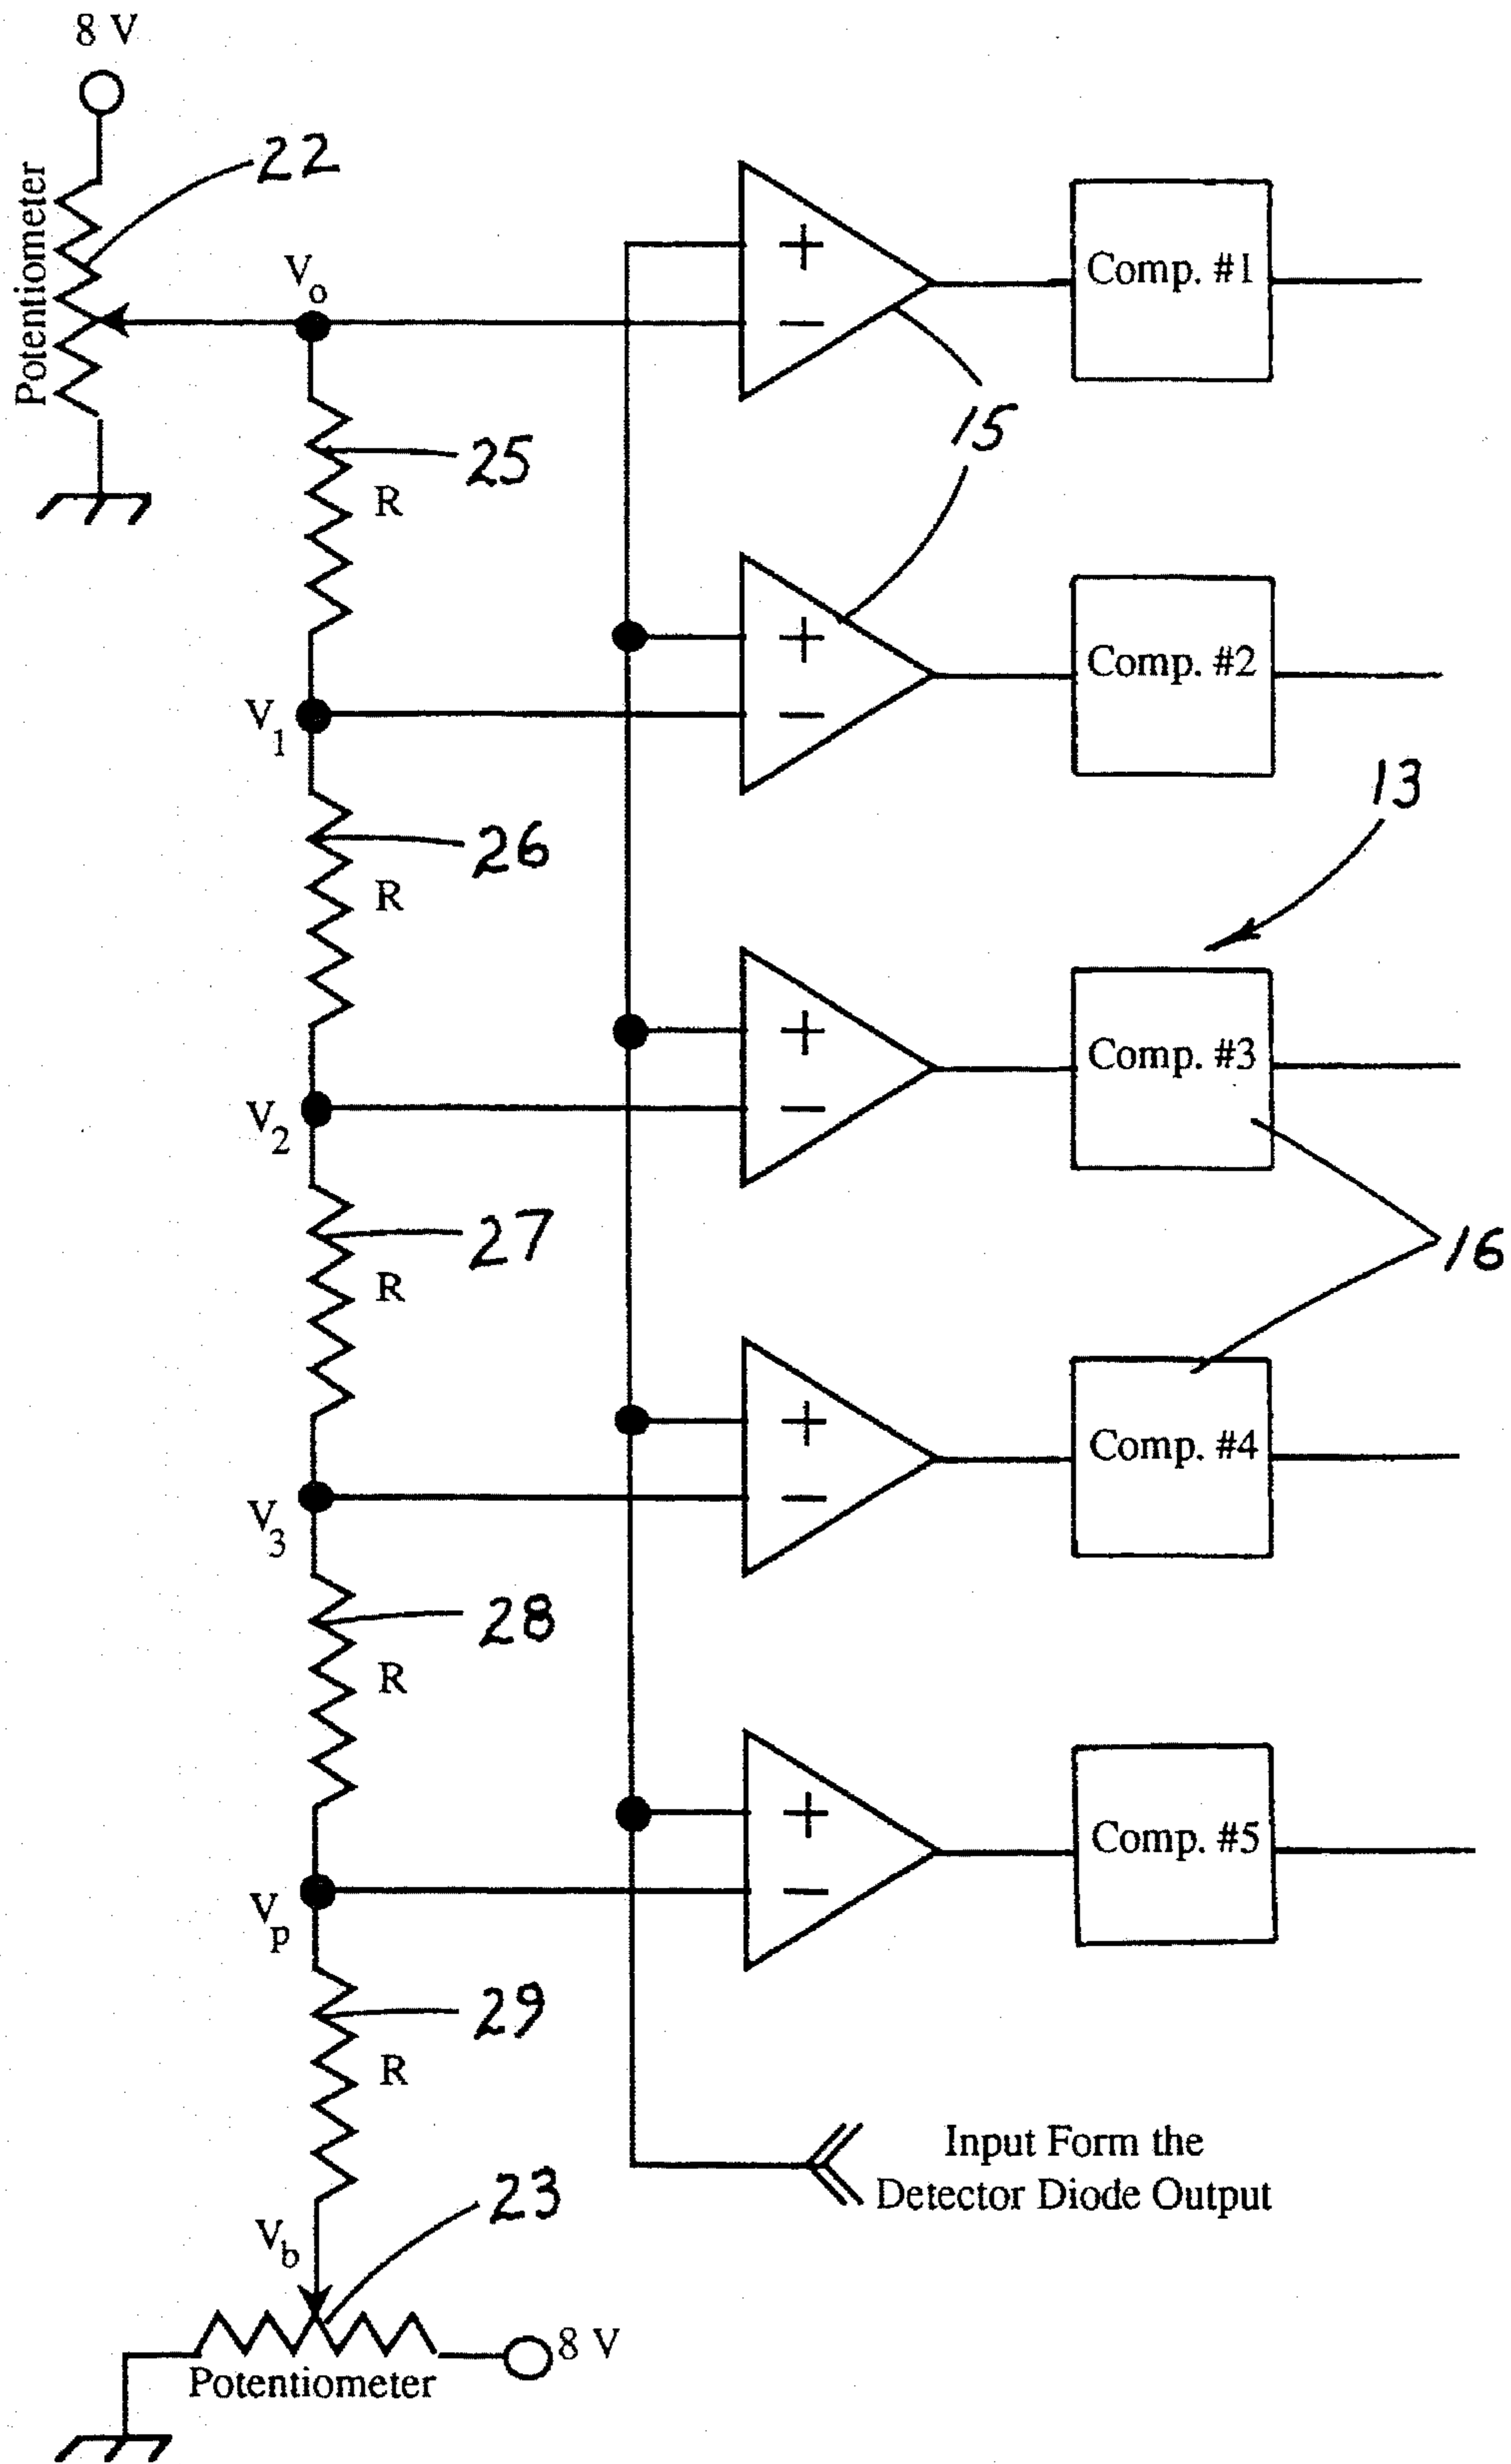 8 V
Potentiometer
22
Vo
+
−
Comp. #1
15
25
R
+
−
Comp. #2
V1
13
26
R
+
−
Comp. #3
V2
27
R
16
+
−
Comp. #4
V3
28
R
+
−
Comp. #5
Vp
29
R
Input Form the
Detector Diode Output
23
Vb
8 V
Potentiometer